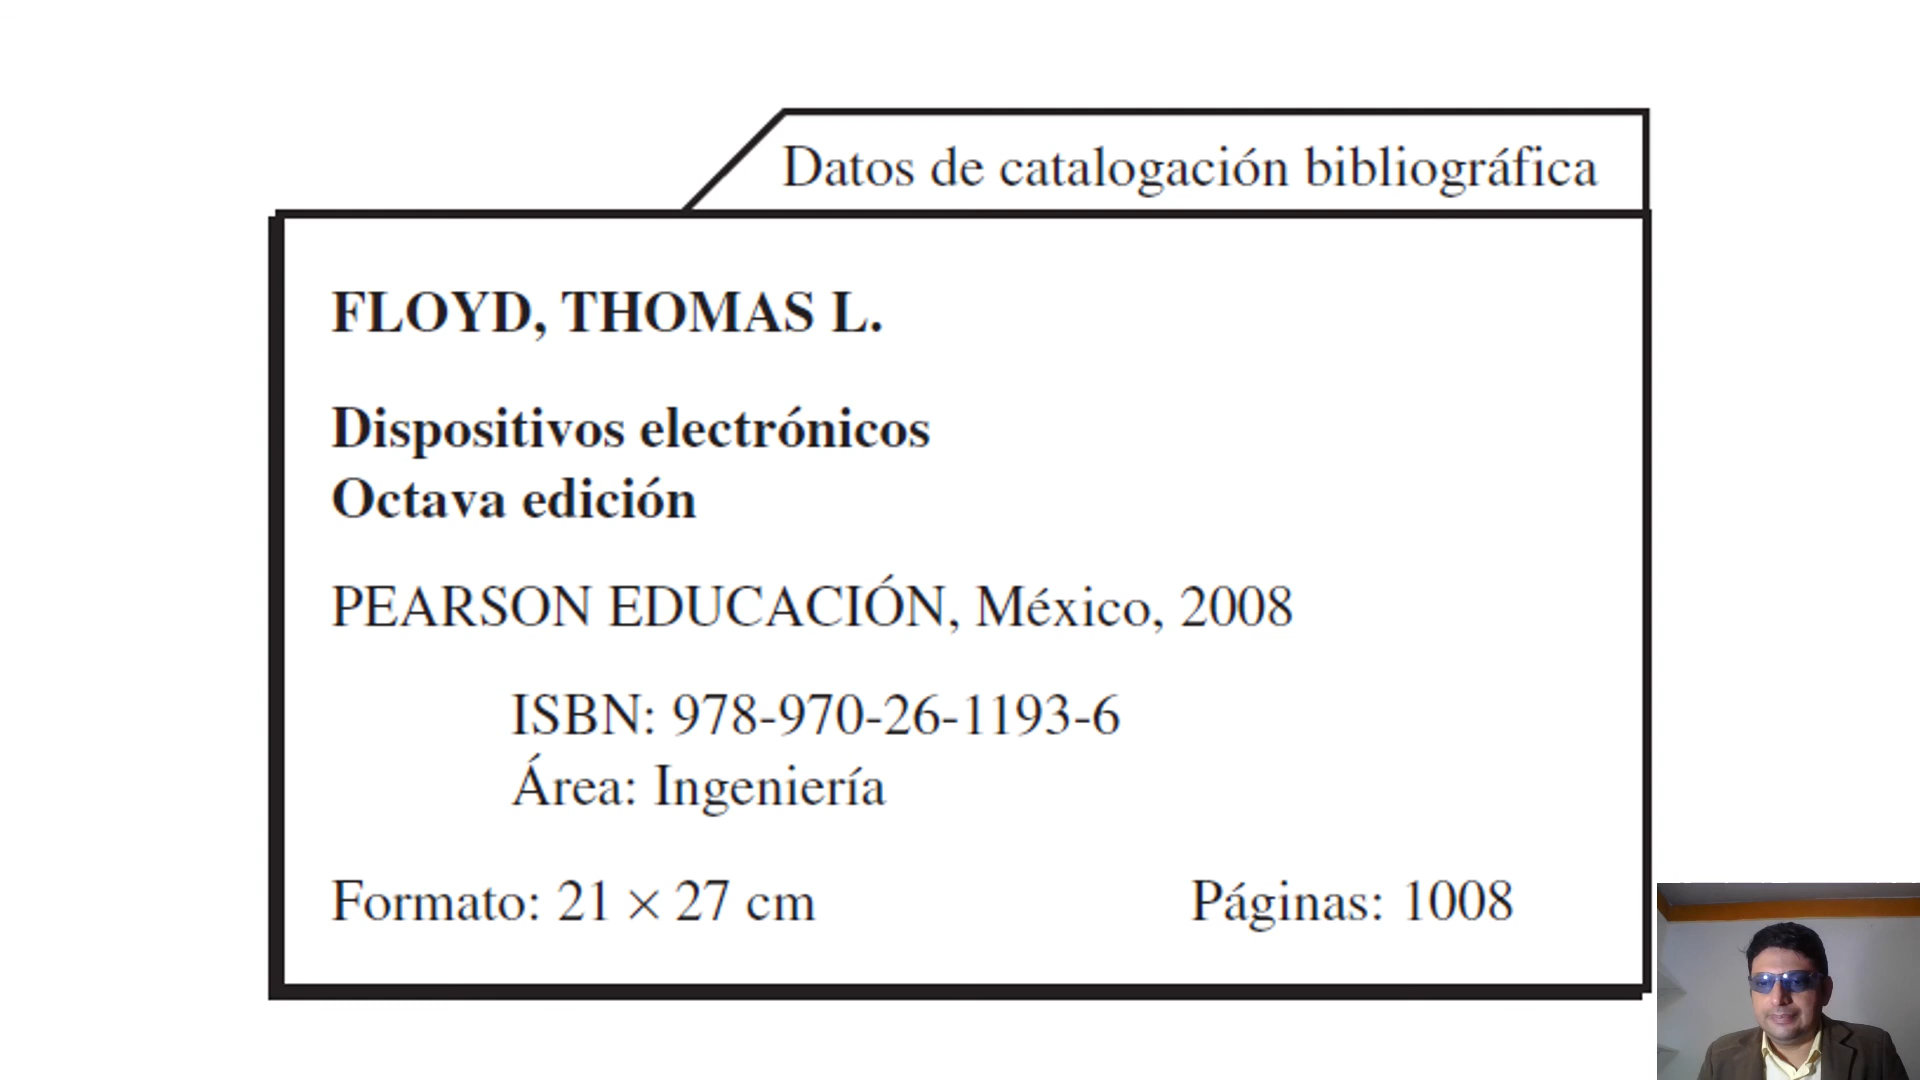 Datos de catalogación bibliográfica
FLOYD, THOMAS L.
Dispositivos electrónicos
Octava edición
PEARSON EDUCACIÓN, México, 2008
ISBN: 978-970-26-1193-6
Área: Ingeniería
Formato: 21 × 27 cm Páginas: 1008